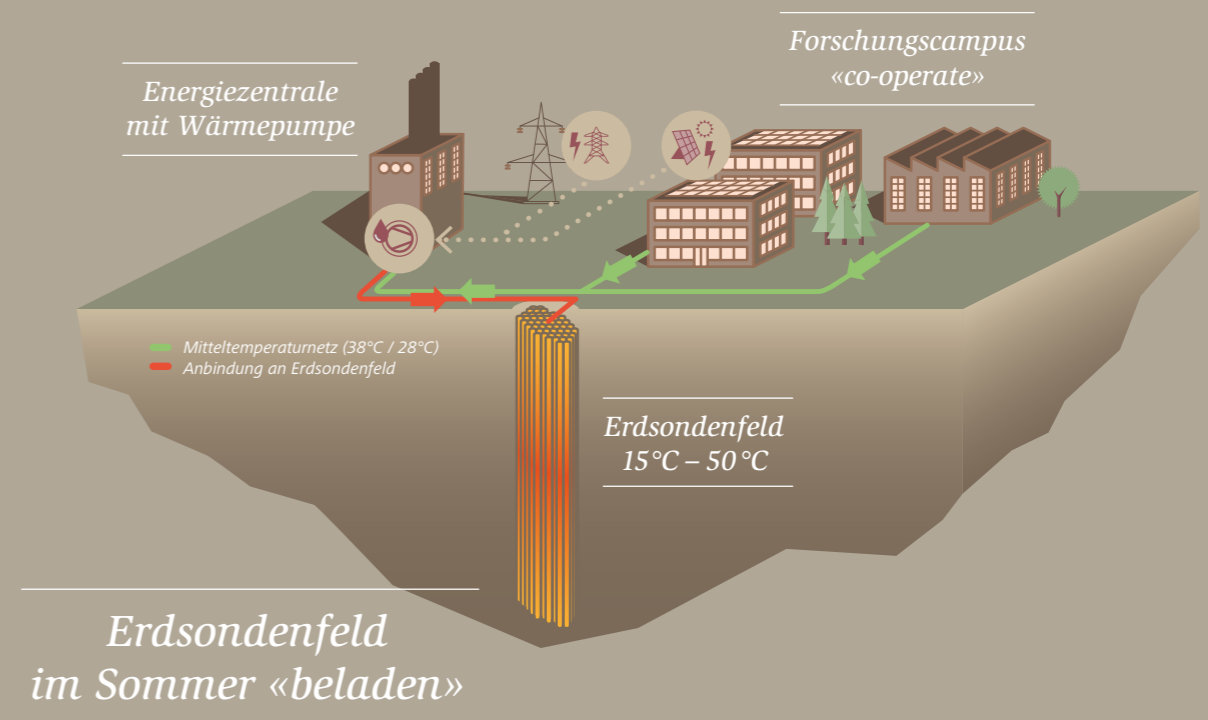 Forschungscampus
«co-operate»
Energiezentrale
mit Wärmepumpe
Mitteltemperaturnetz (38°C / 28°C)
Anbindung an Erdsondenfeld
Erdsondenfeld
15°C – 50°C
Erdsondenfeld
im Sommer «beladen»